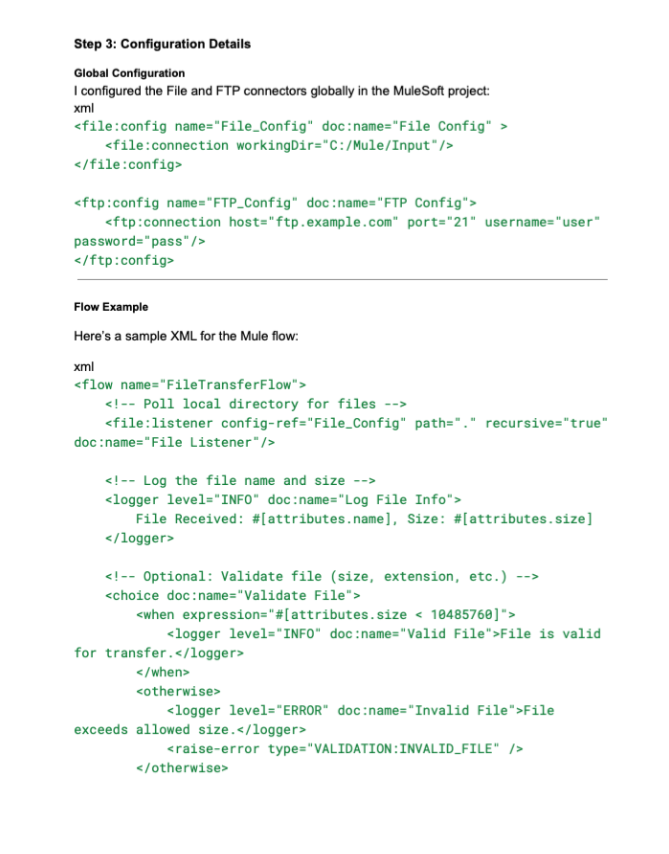 Step 3: Configuration Details
Global Configuration
I configured the File and FTP connectors globally in the MuleSoft project:
xml
<file:config name="File_Config" doc:name="File Config" >
    <file:connection workingDir="C:/Mule/Input"/>
</file:config>
<ftp:config name="FTP_Config" doc:name="FTP Config">
    <ftp:connection host="ftp.example.com" port="21" username="user"
password="pass"/>
</ftp:config>
Flow Example
Here's a sample XML for the Mule flow:
xml
<flow name="FileTransferFlow">
    <!-- Poll local directory for files -->
    <file:listener config-ref="File_Config" path="." recursive="true"
doc:name="File Listener"/>
    <!-- Log the file name and size -->
    <logger level="INFO" doc:name="Log File Info">
        File Received: #[attributes.name], Size: #[attributes.size]
    </logger>
    <!-- Optional: Validate file (size, extension, etc.) -->
    <choice doc:name="Validate File">
        <when expression="#[attributes.size < 10485760]">
            <logger level="INFO" doc:name="Valid File">File is valid
for transfer.</logger>
        </when>
        <otherwise>
            <logger level="ERROR" doc:name="Invalid File">File
exceeds allowed size.</logger>
            <raise-error type="VALIDATION:INVALID_FILE" />
        </otherwise>